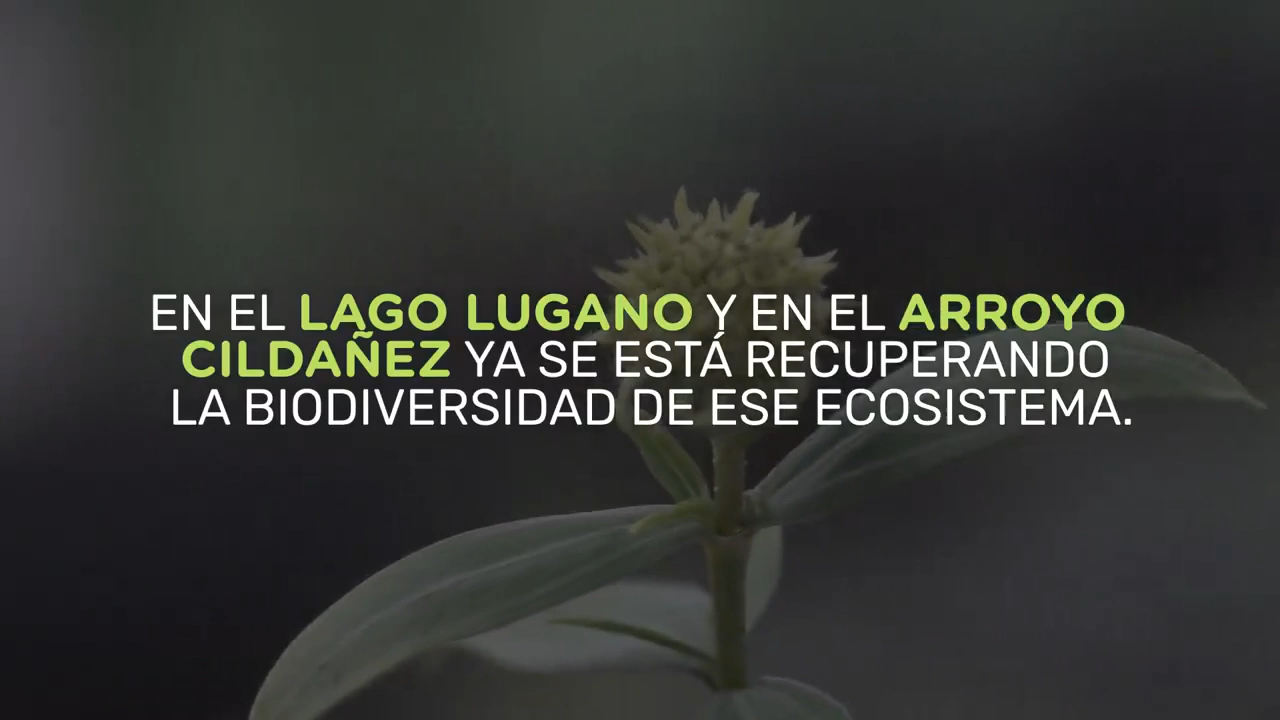 EN EL LAGO LUGANO Y EN EL ARROYO
CILDAÑEZ YA SE ESTÁ RECUPERANDO
LA BIODIVERSIDAD DE ESE ECOSISTEMA.